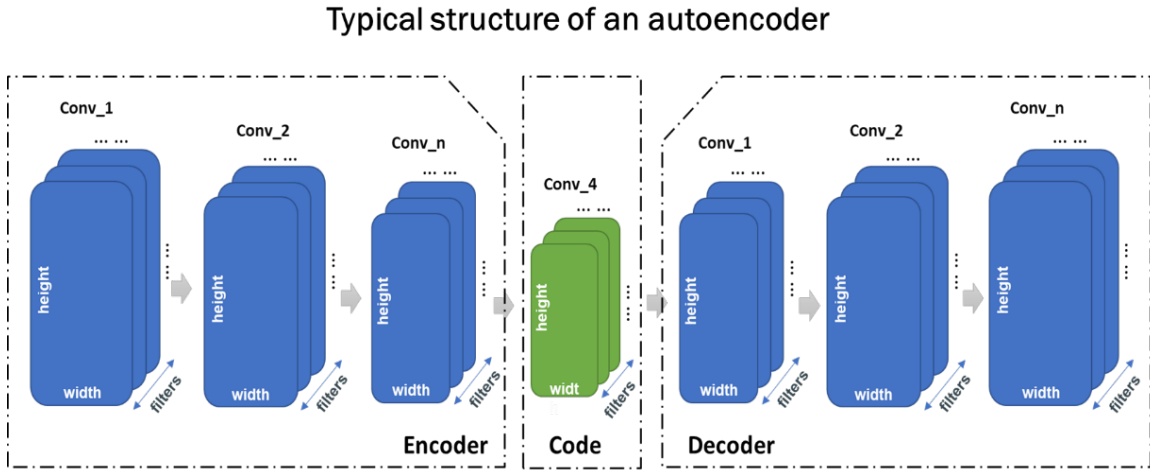 Typical structure of an autoencoder
Conv_1
... ...
height
width
filters
... ...
Conv_2
... ...
height
width
filters
... ...
Conv_n
... ...
height
width
filters
... ...
Encoder
Conv_4
... ...
height
widt
filters
... ...
Code
Conv_1
... ...
height
width
filters
... ...
Conv_2
... ...
height
width
filters
... ...
Conv_n
... ...
height
width
filters
... ...
Decoder